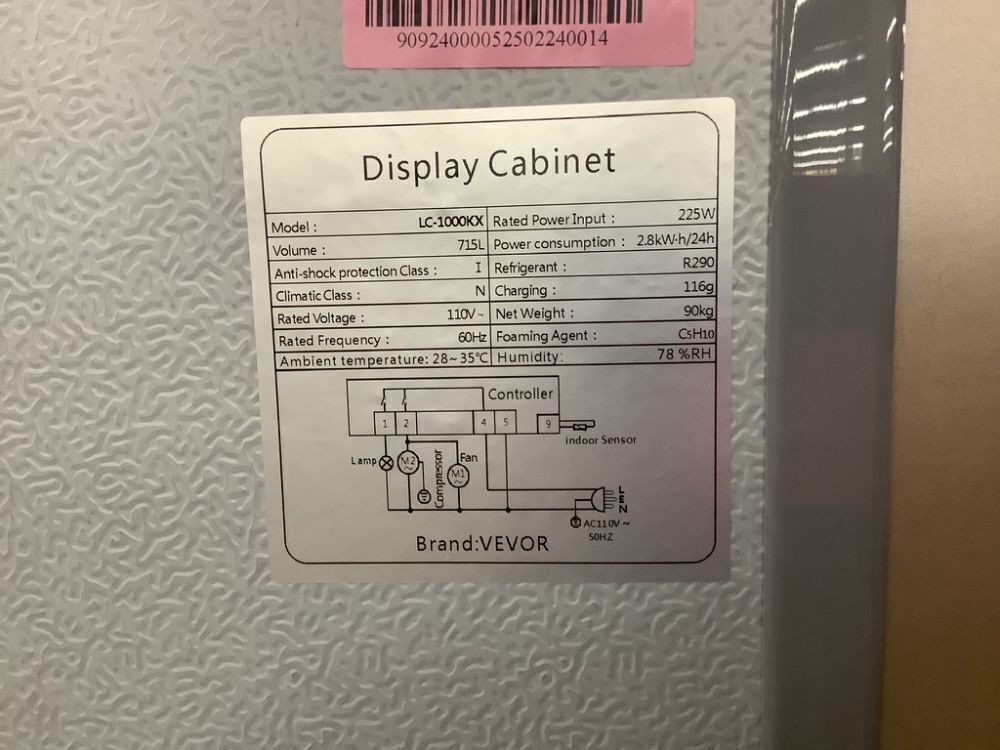 90924000052502240014
Display Cabinet
Model : LC-1000KX Rated Power Input : 225W
Volume : 715L Power consumption : 2.8kW·h/24h
Anti-shock protection Class : I Refrigerant : R290
Climatic Class : N Charging : 116g
Rated Voltage : 110V~ Net Weight : 90kg
Rated Frequency : 60Hz Foaming Agent : C5H10
Ambient temperature: 28~35℃ Humidity: 78 %RH
Controller
1 2 4 5 9
indoor Sensor
Lamp M2 Compressor M1 Fan
L
E
N
AC110V ~
50HZ
Brand:VEVOR